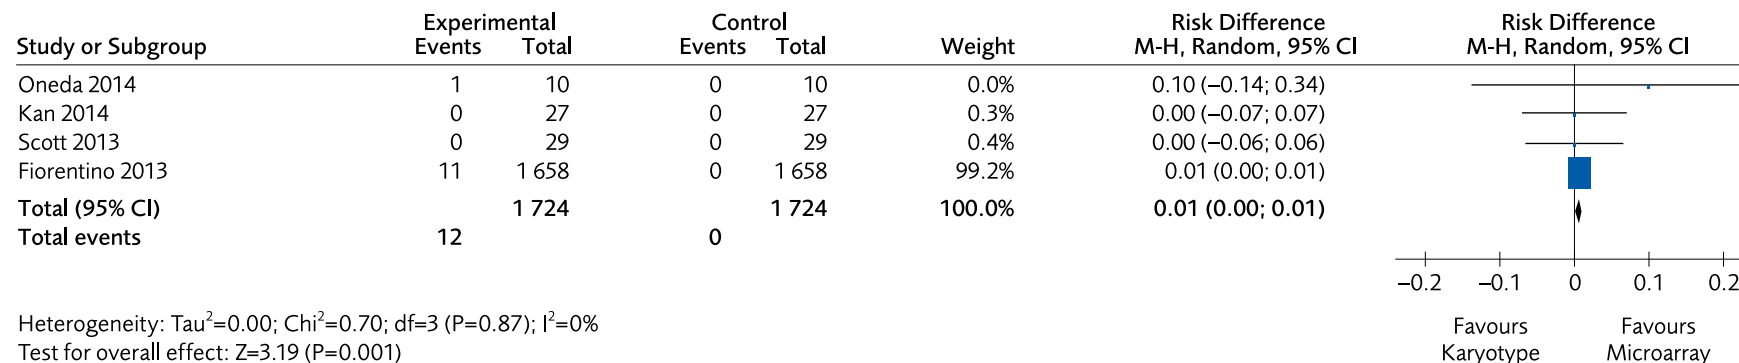 Experimental Control Risk Difference Risk Difference
Study or Subgroup Events Total Events Total Weight M-H, Random, 95% CI M-H, Random, 95% CI
Oneda 2014 1 10 0 10 0.0% 0.10 (–0.14; 0.34)
Kan 2014 0 27 0 27 0.3% 0.00 (–0.07; 0.07)
Scott 2013 0 29 0 29 0.4% 0.00 (–0.06; 0.06)
Fiorentino 2013 11 1 658 0 1 658 99.2% 0.01 (0.00; 0.01)
Total (95% CI) 1 724 1 724 100.0% 0.01 (0.00; 0.01)
Total events 12 0
–0.2 –0.1 0 0.1 0.2
Heterogeneity: Tau²=0.00; Chi²=0.70; df=3 (P=0.87); I²=0% Favours Favours
Test for overall effect: Z=3.19 (P=0.001) Karyotype Microarray